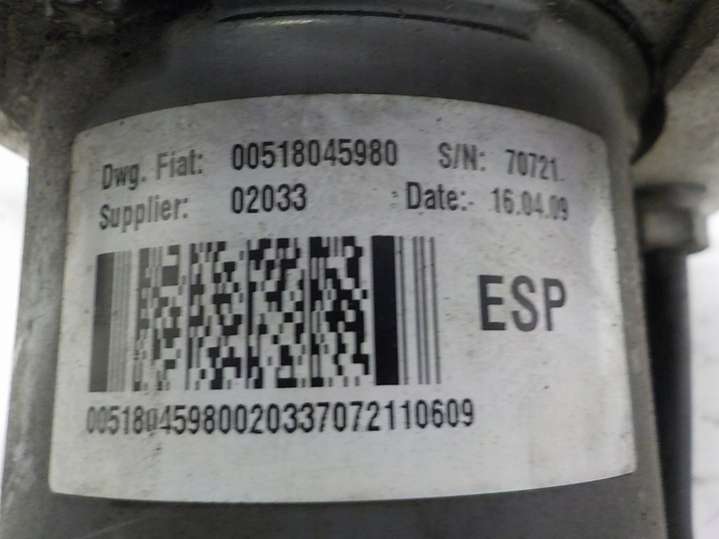 Dwg. Fiat: 00518045980 S/N: 70721
Supplier: 02033 Date:- 16.04.09
ESP
00518045980020337072110609